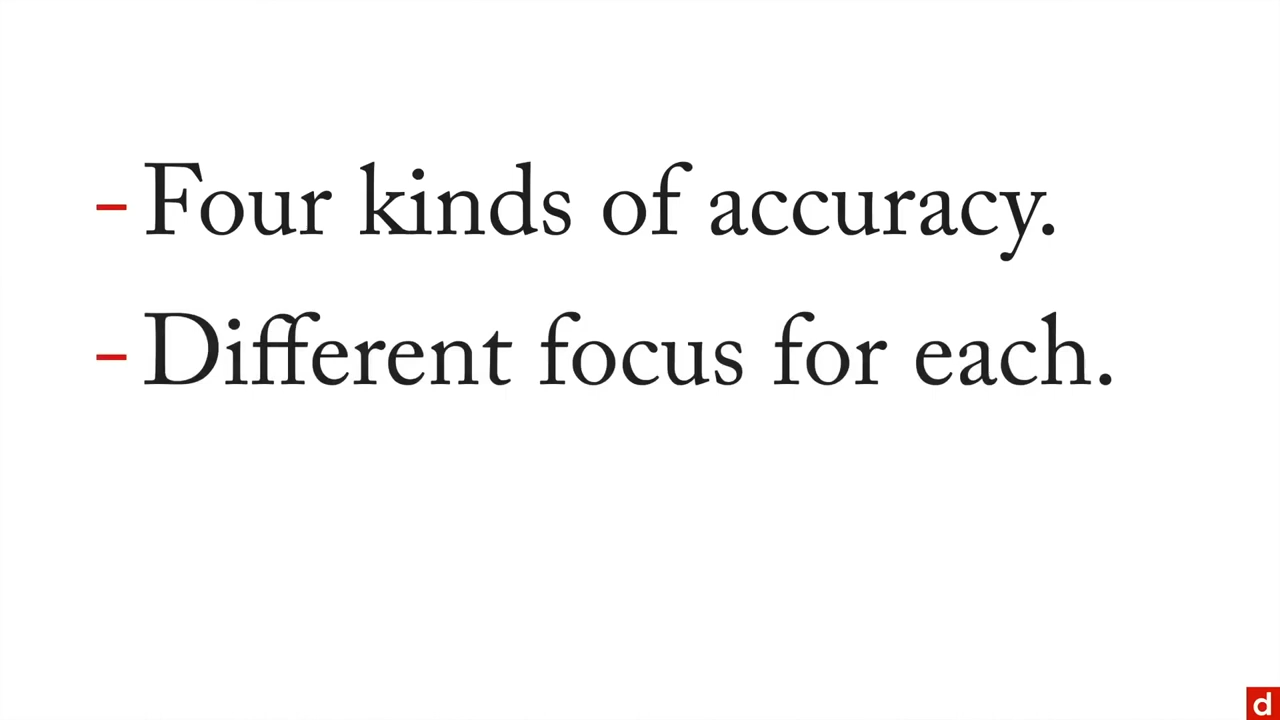 – Four kinds of accuracy.
– Different focus for each.
d